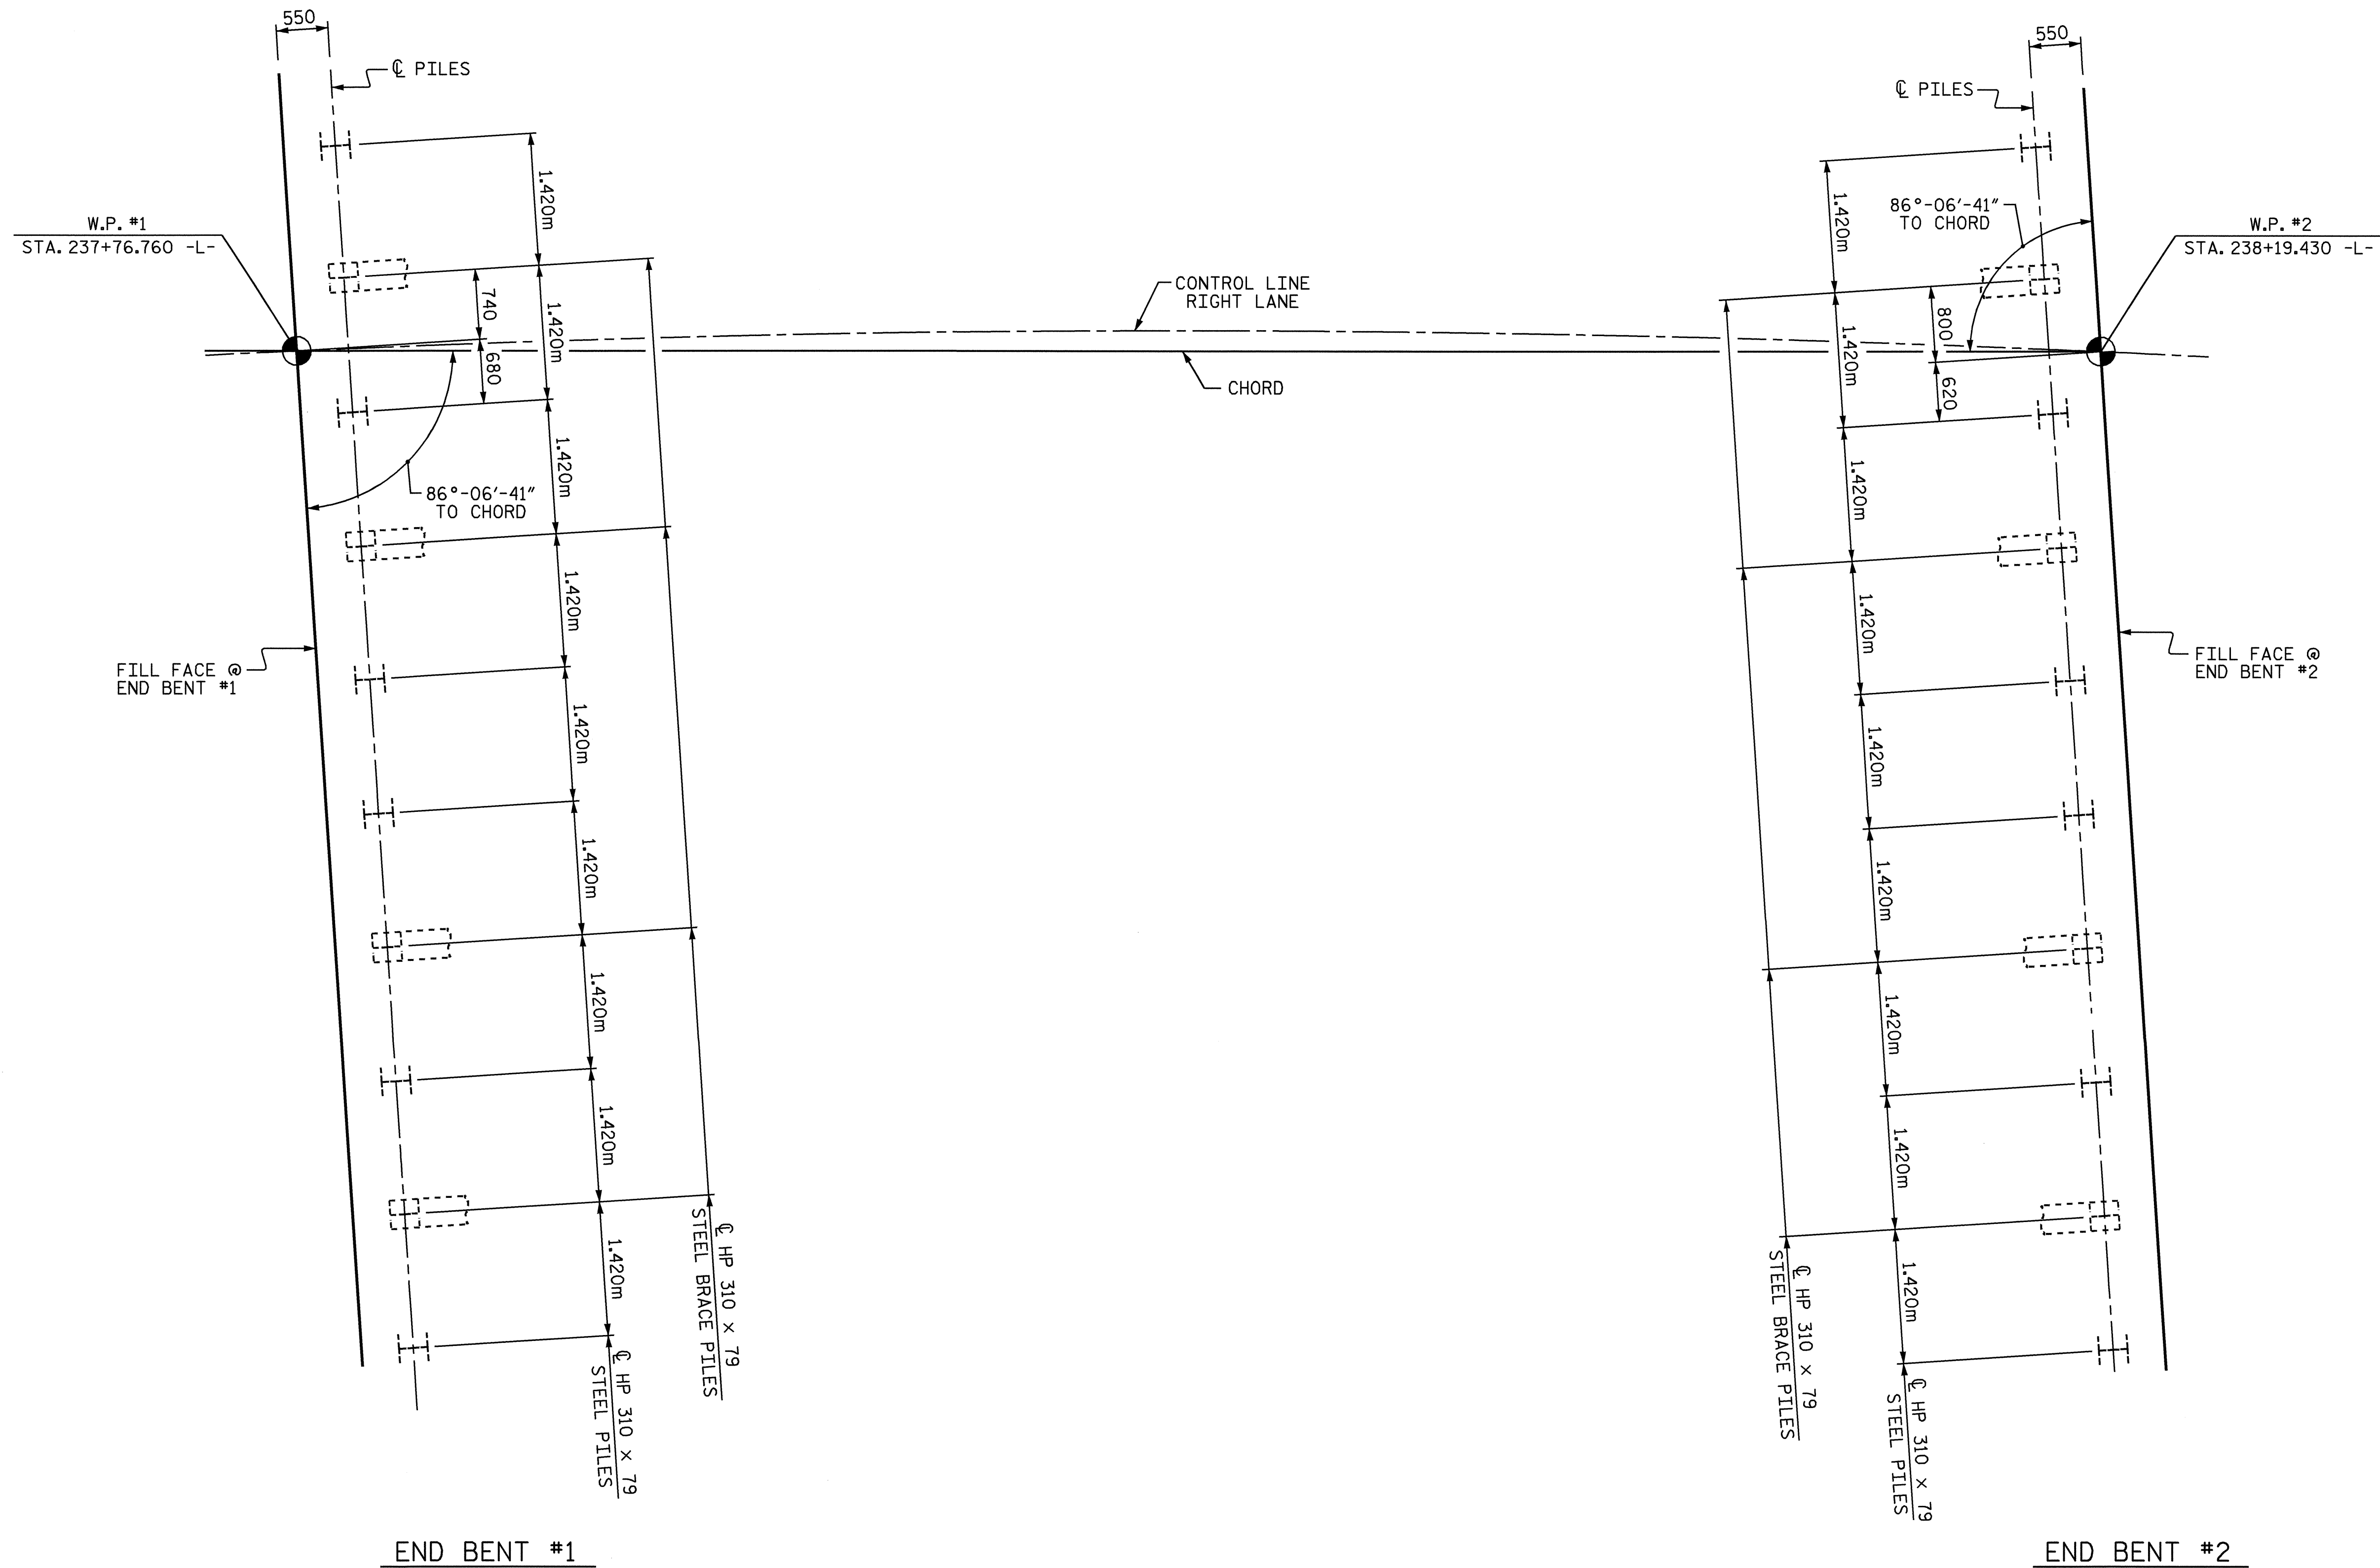 550
℄ PILES
W.P. #1
STA. 237+76.760 -L-
1.420m
740
1.420m
680
1.420m
86°-06′-41″
TO CHORD
1.420m
FILL FACE @
END BENT #1
1.420m
1.420m
1.420m
1.420m
1.420m
℄ HP 310 x 79
STEEL BRACE PILES
℄ HP 310 x 79
STEEL PILES
END BENT #1
CONTROL LINE
RIGHT LANE
CHORD
550
℄ PILES
W.P. #2
STA. 238+19.430 -L-
86°-06′-41″
TO CHORD
1.420m
800
1.420m
620
1.420m
1.420m
FILL FACE @
END BENT #2
1.420m
1.420m
1.420m
1.420m
1.420m
℄ HP 310 x 79
STEEL BRACE PILES
℄ HP 310 x 79
STEEL PILES
END BENT #2